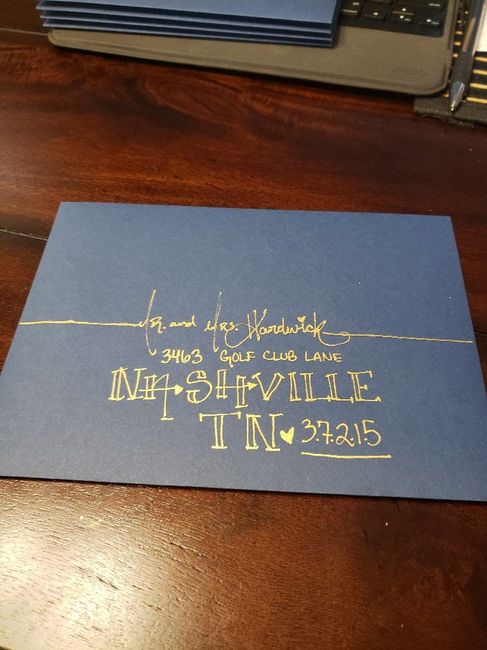 Mr. and Mrs. Hardwick
3463 GOLF CLUB LANE
NASHVILLE
TN 37215